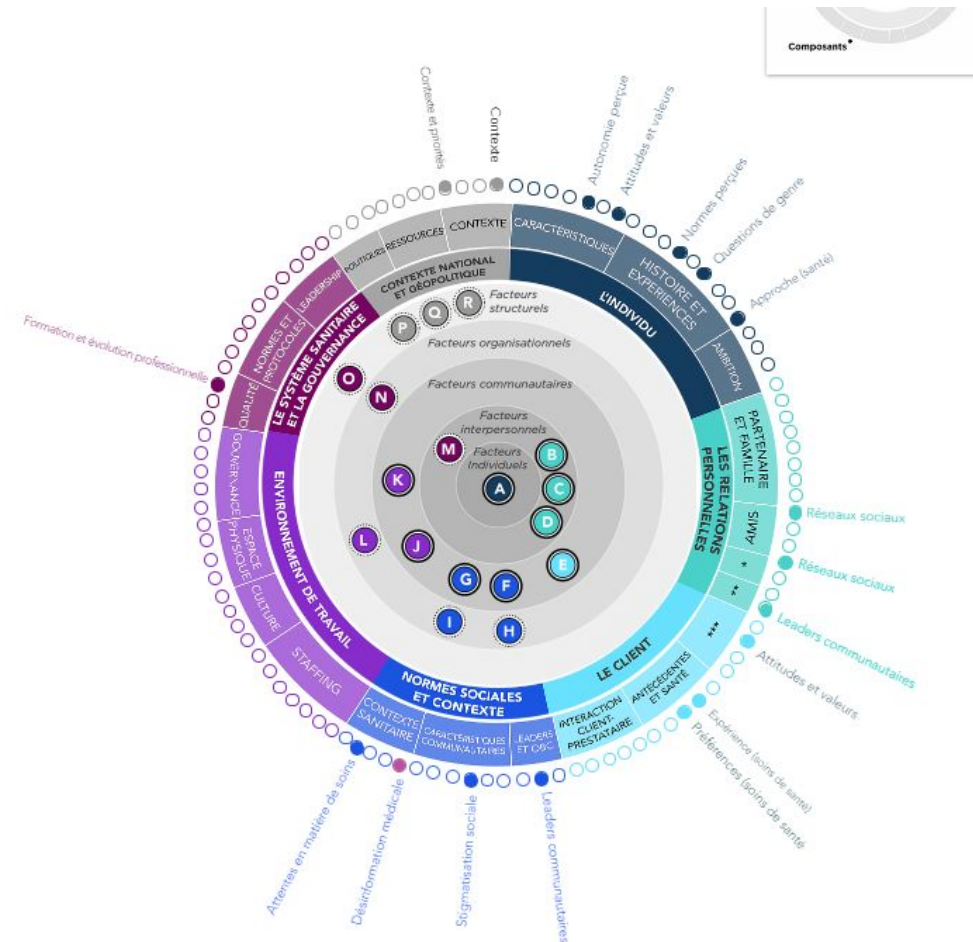 Composants*
Contexte et priorités
Contexte
Autonomie perçue
Attitudes et valeurs
Normes perçues
Questions de genre
Approche (santé)
Réseaux sociaux
Réseaux sociaux
Leaders communautaires
Attitudes et valeurs
Expérience (soins de santé)
Préférences (soins de santé
Leaders communautaires
Stigmatisation sociale
Désinformation médicale
Attentes en matière de soins
Formation et évolution professionelle
POLITIQUES
RESSOURCES
CONTEXTE
CARACTÉRISTIQUES
HISTOIRE ET
EXPÉRIENCES
AMBITION
PARTENAIRE
ET FAMILLE
AMIS
*
**
***
ANTÉCÉDENTES
ET SANTÉ
INTERACTION
CLIENT-
PRESTATAIRE
LEADERS
ET OBC
CARACTÉRISTIQUES
COMMUNAUTAIRES
CONTEXTE
SANITAIRE
STAFFING
CULTURE
ESPACE
PHYSIQUE
GOUVERNANCE
QUALITÉ
NORMES ET
PROTOCOLES
LEADERSHIP
CONTEXTE NATIONAL
ET GÉOPOLITIQUE
L'INDIVIDU
LES RELATIONS
PERSONNELLES
LE CLIENT
NORMES SOCIALES
ET CONTEXTE
ENVIRONNEMENT DE TRAVAIL
LE SYSTÈME SANITAIRE
ET LA GOUVERNANCE
Facteurs
structurels
Facteurs organisationnels
Facteurs communautaires
Facteurs
interpersonnels
Facteurs
Individuels
R
Q
P
O
N
M
B
A
C
K
D
L
J
E
G
F
I
H